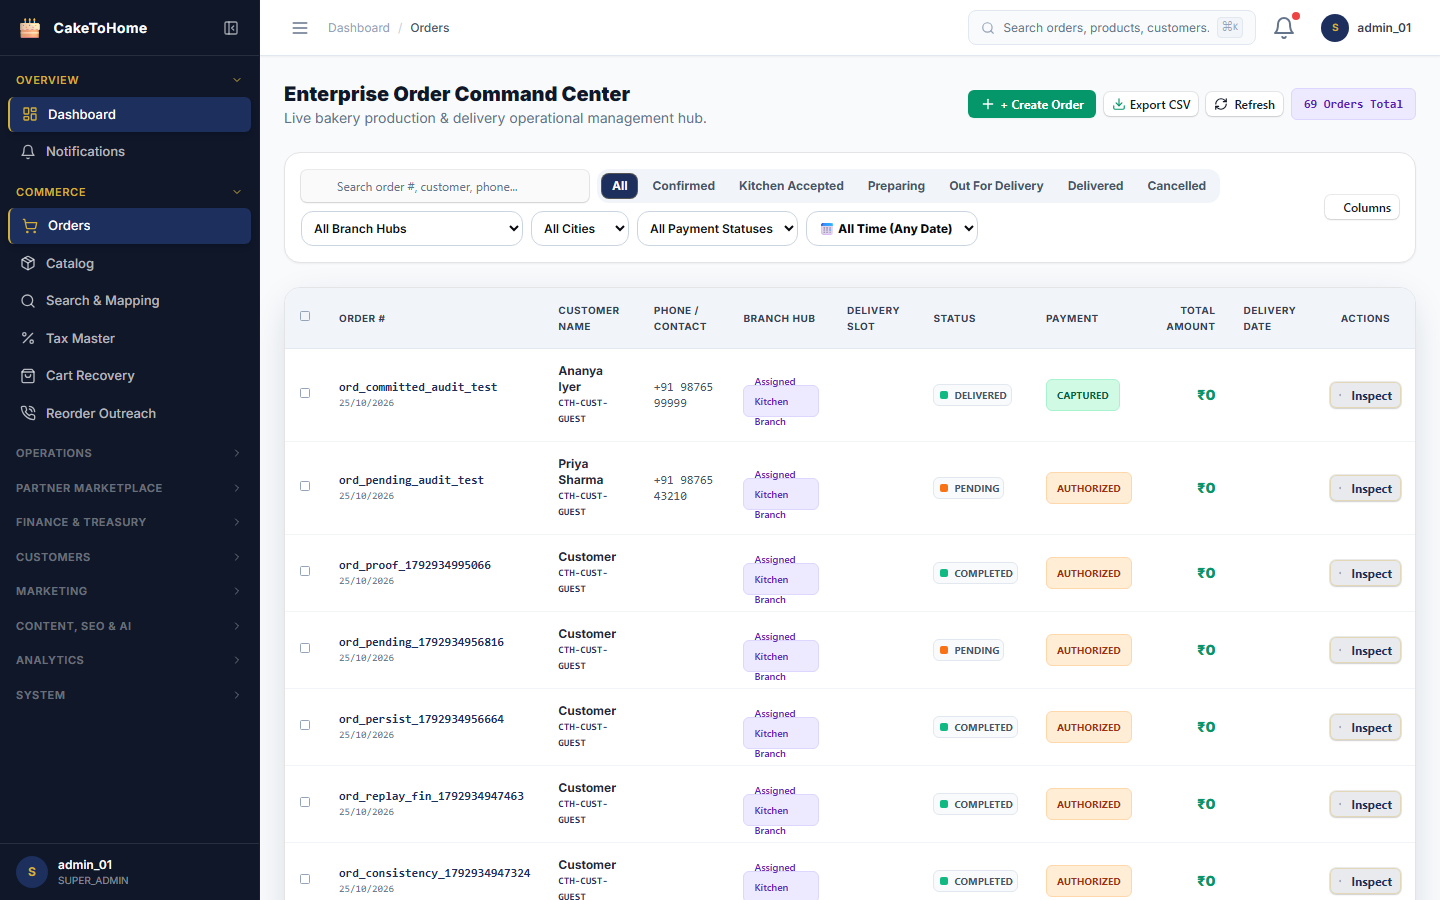 CakeToHome
OVERVIEW
Dashboard
Notifications
COMMERCE
Orders
Catalog
Search & Mapping
Tax Master
Cart Recovery
Reorder Outreach
OPERATIONS
PARTNER MARKETPLACE
FINANCE & TREASURY
CUSTOMERS
MARKETING
CONTENT, SEO & AI
ANALYTICS
SYSTEM
S admin_01
SUPER_ADMIN
Dashboard / Orders
Search orders, products, customers. ⌘K
S admin_01
Enterprise Order Command Center
Live bakery production & delivery operational management hub.
+ Create Order Export CSV Refresh 69 Orders Total
Search order #, customer, phone... All Confirmed Kitchen Accepted Preparing Out For Delivery Delivered Cancelled
All Branch Hubs All Cities All Payment Statuses All Time (Any Date)
Columns
ORDER # CUSTOMER NAME PHONE / CONTACT BRANCH HUB DELIVERY SLOT STATUS PAYMENT TOTAL AMOUNT DELIVERY DATE ACTIONS
ord_committed_audit_test
25/10/2026
Ananya Iyer
CTH-CUST-GUEST
+91 98765 99999
Assigned Kitchen Branch
DELIVERED
CAPTURED
₹0
Inspect
ord_pending_audit_test
25/10/2026
Priya Sharma
CTH-CUST-GUEST
+91 98765 43210
Assigned Kitchen Branch
PENDING
AUTHORIZED
₹0
Inspect
ord_proof_1792934995066
25/10/2026
Customer
CTH-CUST-GUEST
Assigned Kitchen Branch
COMPLETED
AUTHORIZED
₹0
Inspect
ord_pending_1792934956816
25/10/2026
Customer
CTH-CUST-GUEST
Assigned Kitchen Branch
PENDING
AUTHORIZED
₹0
Inspect
ord_persist_1792934956664
25/10/2026
Customer
CTH-CUST-GUEST
Assigned Kitchen Branch
COMPLETED
AUTHORIZED
₹0
Inspect
ord_replay_fin_1792934947463
25/10/2026
Customer
CTH-CUST-GUEST
Assigned Kitchen Branch
COMPLETED
AUTHORIZED
₹0
Inspect
ord_consistency_1792934947324
25/10/2026
Customer
CTH-CUST-GUEST
Assigned Kitchen
COMPLETED
AUTHORIZED
₹0
Inspect